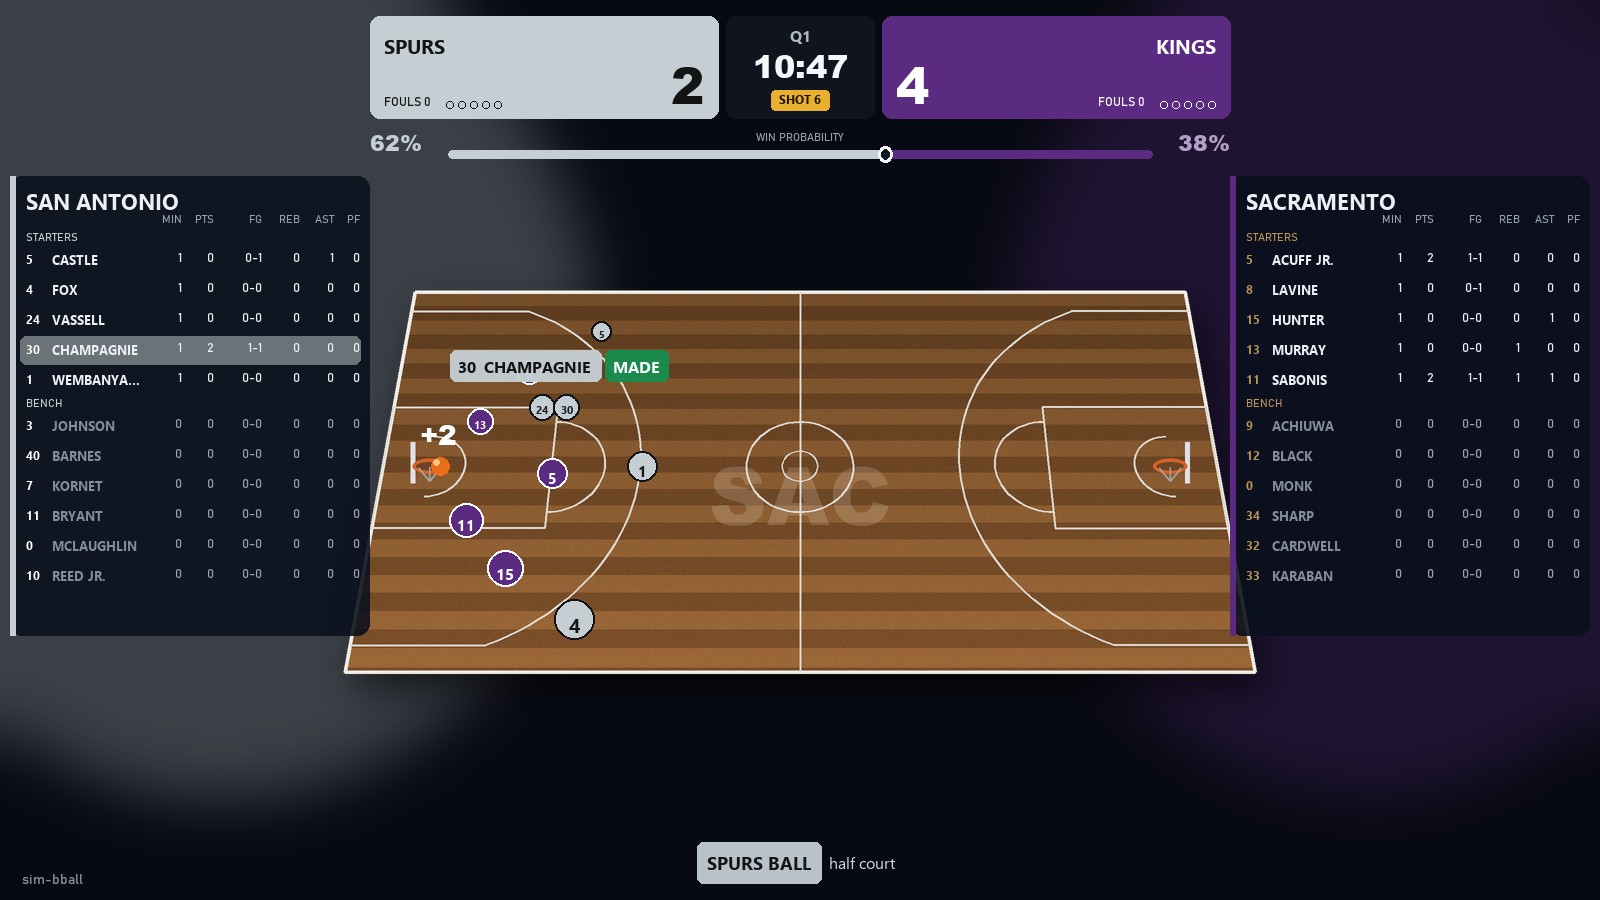 SPURS
2
FOULS 0
Q1
10:47
SHOT 6
KINGS
4
FOULS 0
62%
WIN PROBABILITY
38%
SAN ANTONIO
MIN PTS FG REB AST PF
STARTERS
5 CASTLE 1 0 0-1 0 1 0
4 FOX 1 0 0-0 0 0 0
24 VASSELL 1 0 0-0 0 0 0
30 CHAMPAGNIE 1 2 1-1 0 0 0
1 WEMBANYA... 1 0 0-0 0 0 0
BENCH
3 JOHNSON 0 0 0-0 0 0 0
40 BARNES 0 0 0-0 0 0 0
7 KORNET 0 0 0-0 0 0 0
11 BRYANT 0 0 0-0 0 0 0
0 MCLAUGHLIN 0 0 0-0 0 0 0
10 REED JR. 0 0 0-0 0 0 0
5
30 CHAMPAGNIE MADE
24 30
13
+2
5
1
11
15
4
SAC
SACRAMENTO
MIN PTS FG REB AST PF
STARTERS
5 ACUFF JR. 1 2 1-1 0 0 0
8 LAVINE 1 0 0-1 0 0 0
15 HUNTER 1 0 0-0 0 1 0
13 MURRAY 1 0 0-0 1 0 0
11 SABONIS 1 2 1-1 1 1 0
BENCH
9 ACHIUWA 0 0 0-0 0 0 0
12 BLACK 0 0 0-0 0 0 0
0 MONK 0 0 0-0 0 0 0
34 SHARP 0 0 0-0 0 0 0
32 CARDWELL 0 0 0-0 0 0 0
33 KARABAN 0 0 0-0 0 0 0
SPURS BALL half court
sim-bball